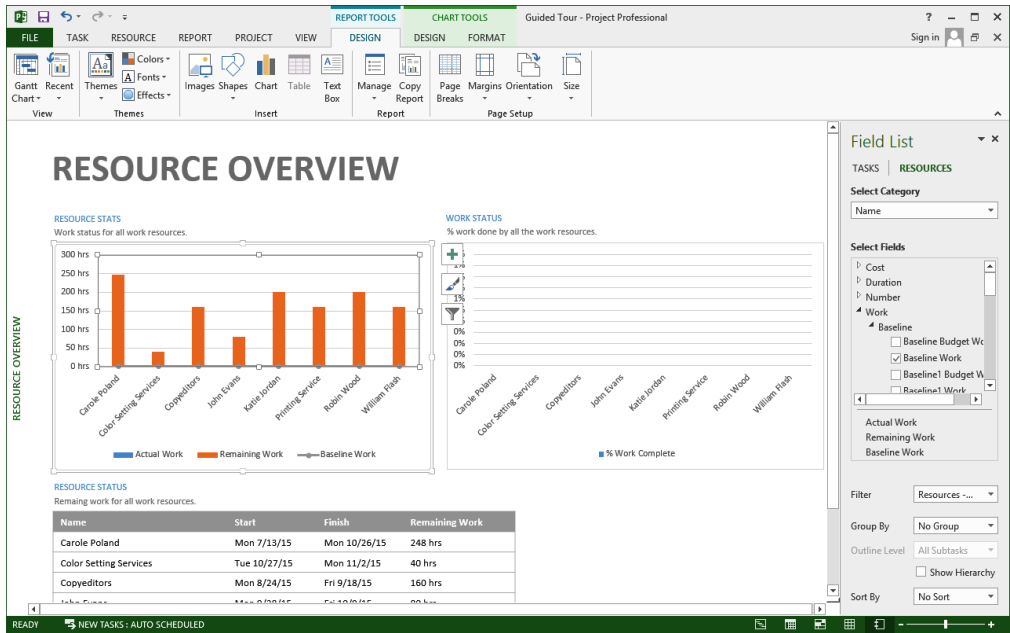 REPORT TOOLS CHART TOOLS Guided Tour - Project Professional
FILE TASK RESOURCE REPORT PROJECT VIEW DESIGN DESIGN FORMAT Sign in
Gantt Chart Recent Themes Colors Fonts Effects Images Shapes Chart Table Text Box Manage Copy Report Page Breaks Margins Orientation Size
View Themes Insert Report Page Setup
RESOURCE OVERVIEW
RESOURCE OVERVIEW
RESOURCE STATS
Work status for all work resources.
300 hrs
250 hrs
200 hrs
150 hrs
100 hrs
50 hrs
0 hrs
Carole Poland
Color Setting Services
Copyeditors
John Evans
Katie Jordan
Printing Service
Robin Wood
William Flash
Actual Work Remaining Work Baseline Work
WORK STATUS
% work done by all the work resources.
1%
0%
0%
0%
0%
Carole Poland
Color Setting Services
Copyeditors
John Evans
Katie Jordan
Printing Service
Robin Wood
William Flash
% Work Complete
RESOURCE STATUS
Remaing work for all work resources.
Name Start Finish Remaining Work
Carole Poland Mon 7/13/15 Mon 10/26/15 248 hrs
Color Setting Services Tue 10/27/15 Mon 11/2/15 40 hrs
Copyeditors Mon 8/24/15 Fri 9/18/15 160 hrs
Field List
TASKS RESOURCES
Select Category
Name
Select Fields
Cost
Duration
Number
Work
Baseline
Baseline Budget Wo
Baseline Work
Baseline1 Budget W
Baseline1 Work
Actual Work
Remaining Work
Baseline Work
Filter Resources -...
Group By No Group
Outline Level All Subtasks
Show Hierarchy
Sort By No Sort
READY NEW TASKS : AUTO SCHEDULED